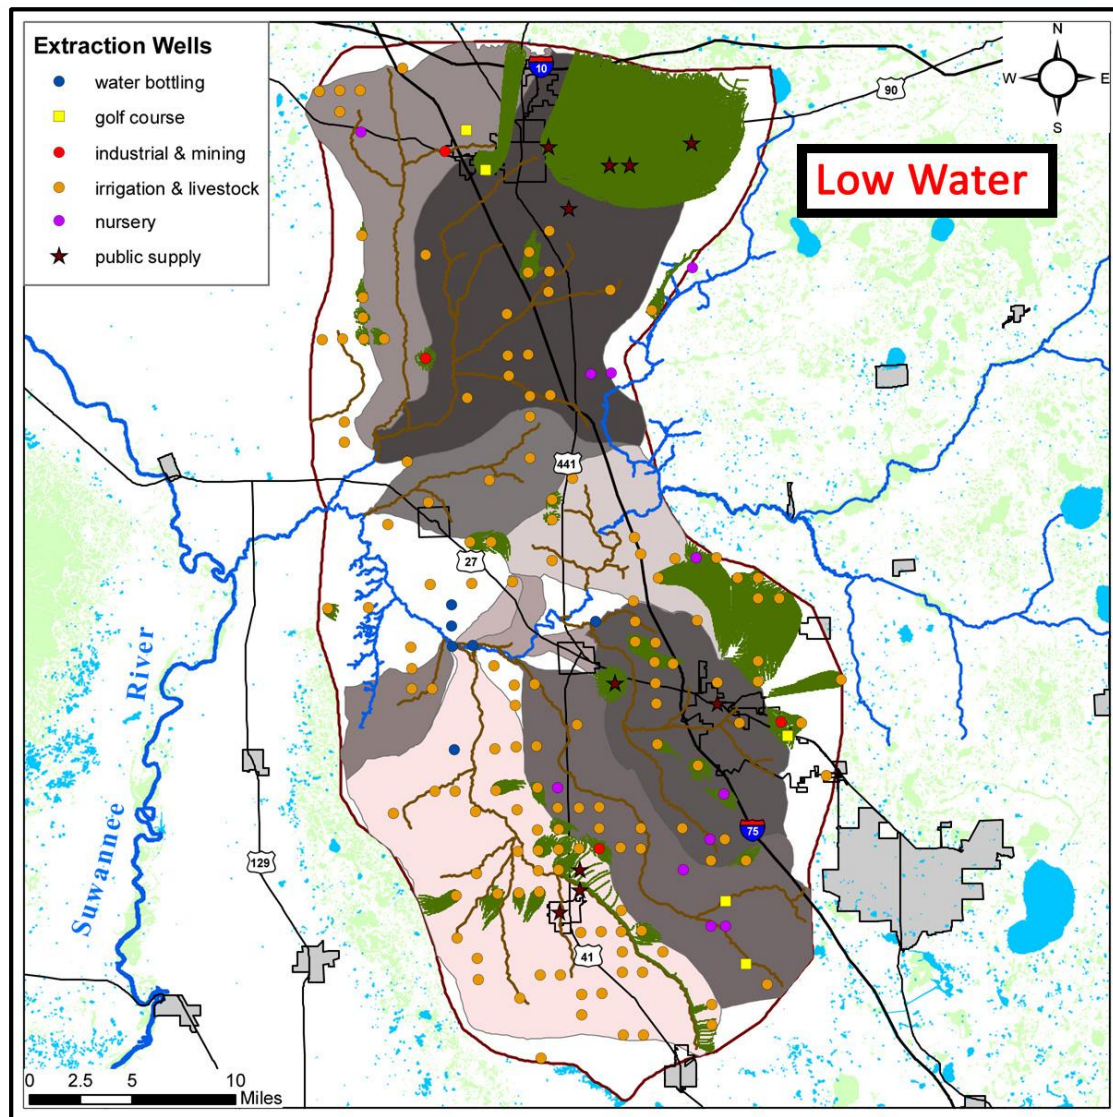 Extraction Wells
water bottling
golf course
industrial & mining
irrigation & livestock
nursery
public supply
N
W
E
S
10
90
Low Water
441
27
Suwannee River
129
75
41
0 2.5 5 10
Miles